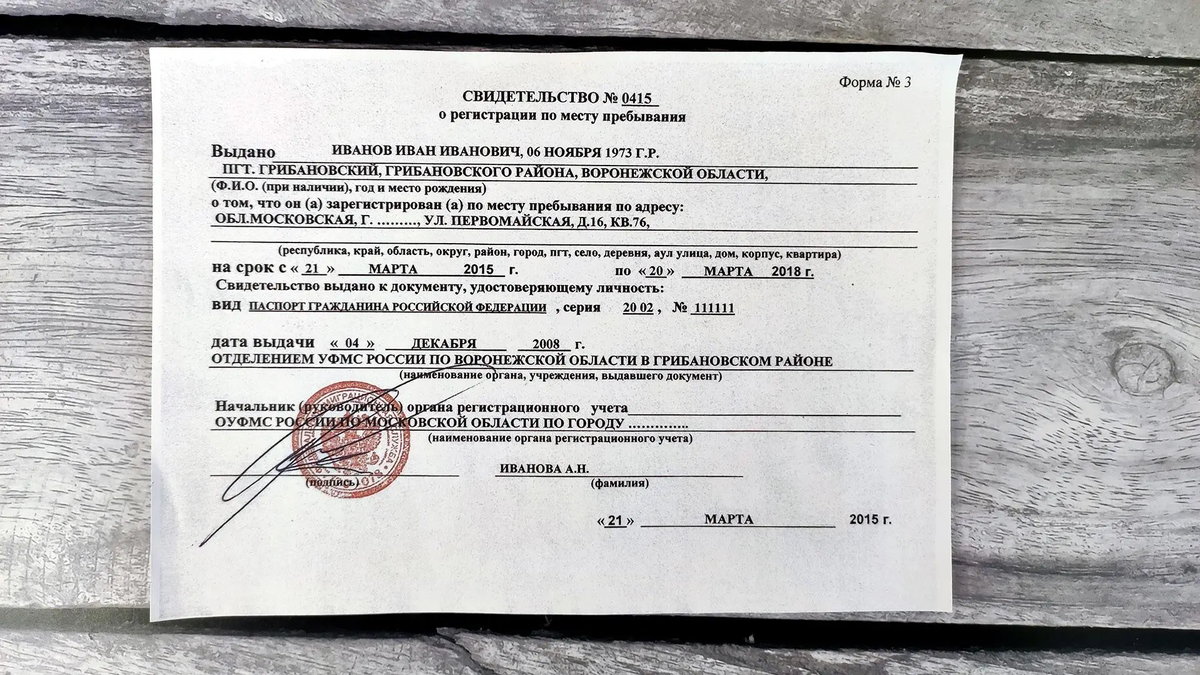 Форма № 3
СВИДЕТЕЛЬСТВО № 0415
о регистрации по месту пребывания
Выдано ИВАНОВ ИВАН ИВАНОВИЧ, 06 НОЯБРЯ 1973 Г.Р.
ПГТ. ГРИБАНОВСКИЙ, ГРИБАНОВСКОГО РАЙОНА, ВОРОНЕЖСКОЙ ОБЛАСТИ,
(Ф.И.О. (при наличии), год и место рождения)
о том, что он (а) зарегистрирован (а) по месту пребывания по адресу:
ОБЛ.МОСКОВСКАЯ, Г. ………, УЛ. ПЕРВОМАЙСКАЯ, Д.16, КВ.76,
(республика, край, область, округ, район, город, пгт, село, деревня, аул улица, дом, корпус, квартира)
на срок с « 21 » МАРТА 2015 г. по «20» МАРТА 2018 г.
Свидетельство выдано к документу, удостоверяющему личность:
вид ПАСПОРТ ГРАЖДАНИНА РОССИЙСКОЙ ФЕДЕРАЦИИ , серия 20 02 , № 111111
дата выдачи « 04 » ДЕКАБРЯ 2008 г.
ОТДЕЛЕНИЕМ УФМС РОССИИ ПО ВОРОНЕЖСКОЙ ОБЛАСТИ В ГРИБАНОВСКОМ РАЙОНЕ
(наименование органа, учреждения, выдавшего документ)
Начальник (руководитель) органа регистрационного учета
ОУФМС РОССИИ ПО МОСКОВСКОЙ ОБЛАСТИ ПО ГОРОДУ …………..
(наименование органа регистрационного учета)
ИВАНОВА А.Н.
(подпись) (фамилия)
«21» МАРТА 2015 г.